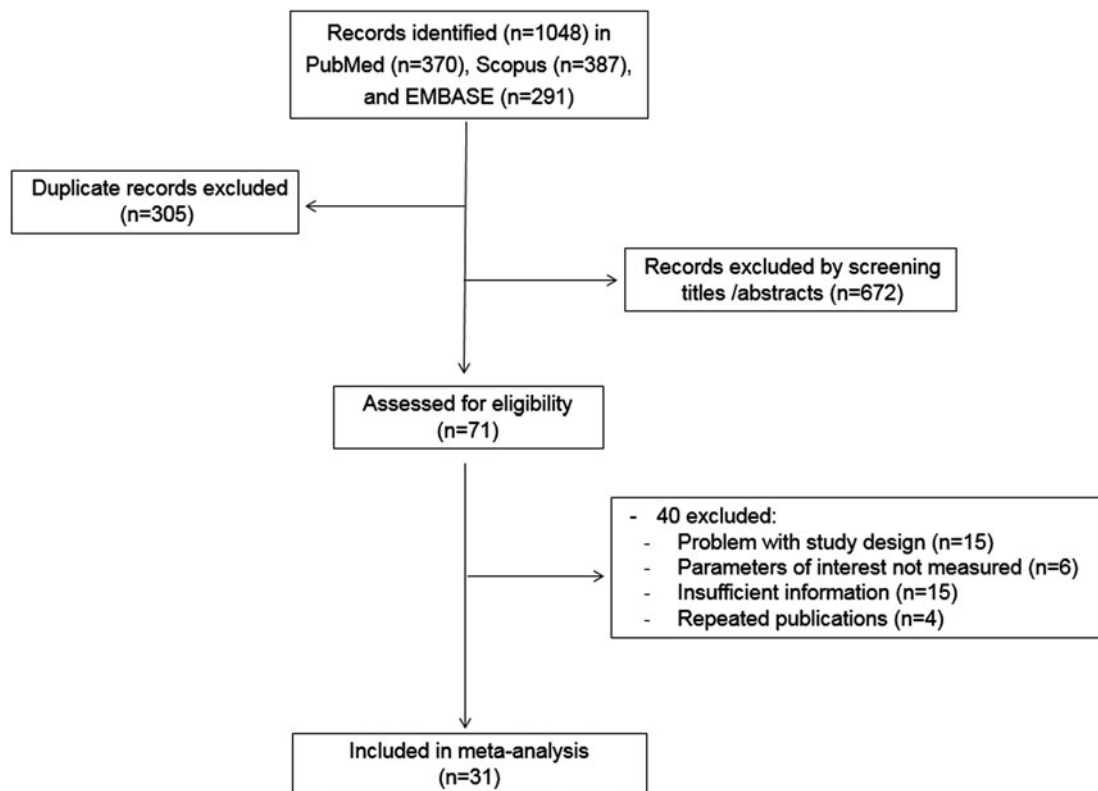 Records identified (n=1048) in
PubMed (n=370), Scopus (n=387),
and EMBASE (n=291)
Duplicate records excluded
(n=305)
Records excluded by screening
titles /abstracts (n=672)
Assessed for eligibility
(n=71)
- 40 excluded:
- Problem with study design (n=15)
- Parameters of interest not measured (n=6)
- Insufficient information (n=15)
- Repeated publications (n=4)
Included in meta-analysis
(n=31)